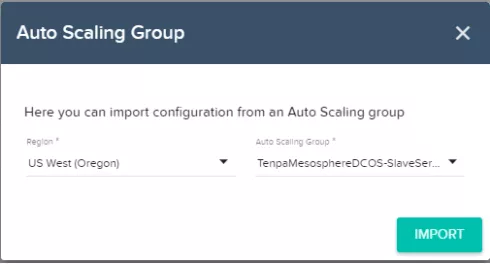 Auto Scaling Group
Here you can import configuration from an Auto Scaling group
Region *
Auto Scaling Group *
US West (Oregon)
TenpaMesosphereDCOS-SlaveSer...
IMPORT